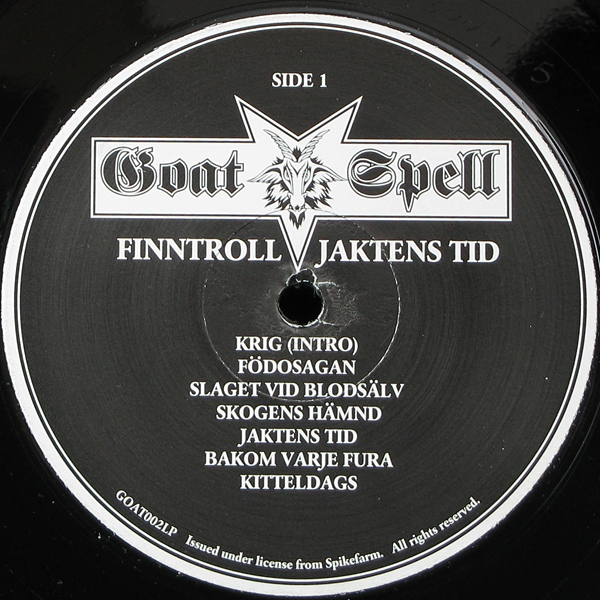 SIDE 1
Goat Spell
FINNTROLL JAKTENS TID
KRIG (INTRO)
FÖDOSAGAN
SLAGET VID BLODSÄLV
SKOGENS HÄMND
JAKTENS TID
BAKOM VARJE FURA
KITTELDAGS
GOAT002LP Issued under license from Spikefarm. All rights reserved.